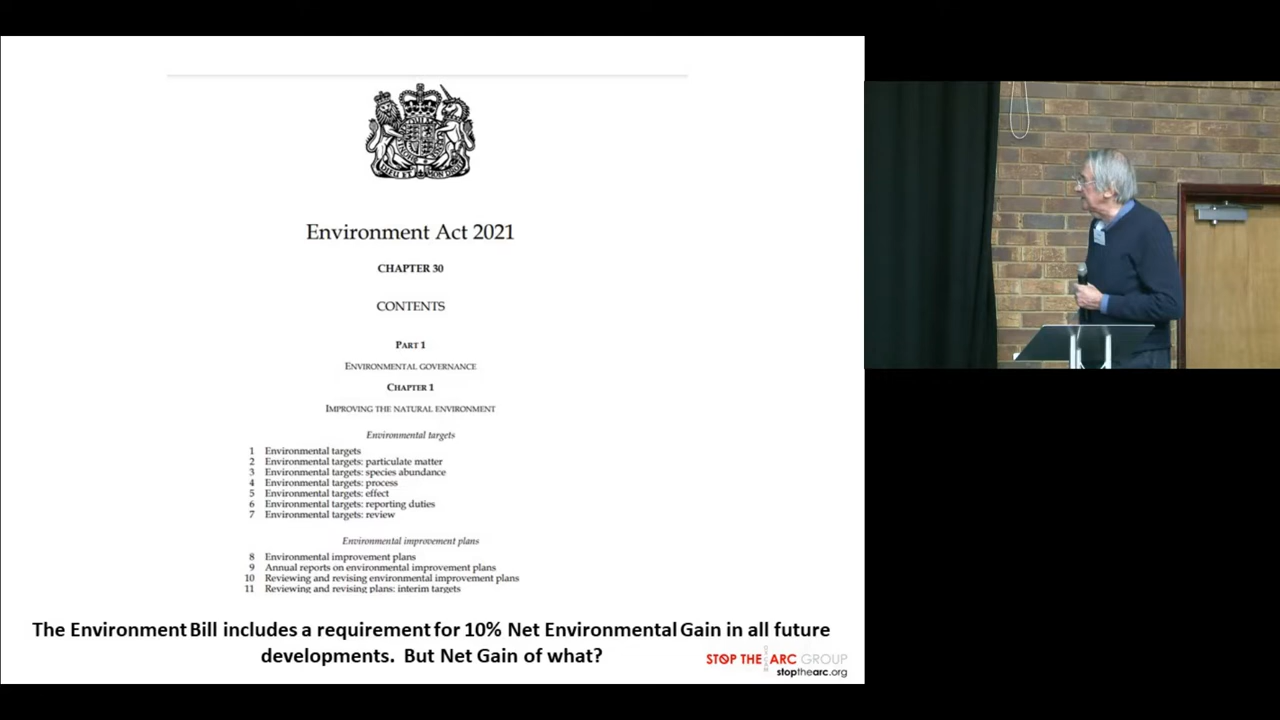 DIEU ET MON DROIT
Environment Act 2021
CHAPTER 30
CONTENTS
PART 1
ENVIRONMENTAL GOVERNANCE
CHAPTER 1
IMPROVING THE NATURAL ENVIRONMENT
Environmental targets
1 Environmental targets
2 Environmental targets: particulate matter
3 Environmental targets: species abundance
4 Environmental targets: process
5 Environmental targets: effect
6 Environmental targets: reporting duties
7 Environmental targets: review
Environmental improvement plans
8 Environmental improvement plans
9 Annual reports on environmental improvement plans
10 Reviewing and revising environmental improvement plans
11 Reviewing and revising plans: interim targets
The Environment Bill includes a requirement for 10% Net Environmental Gain in all future
developments. But Net Gain of what?
STOP THE ARC GROUP
stopthearc.org